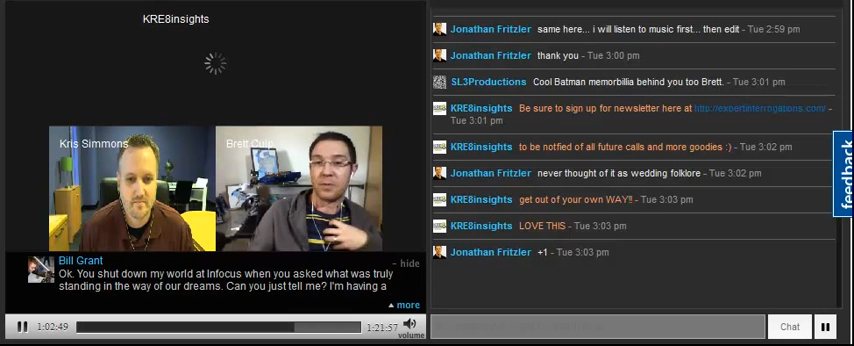 KRE8insights
Kris Simmons
Brett Culp
Bill Grant
– hide
Ok. You shut down my world at Infocus when you asked what was truly
standing in the way of our dreams. Can you just tell me? I'm having a
▲ more
1:02:49
1:21:57
volume
Jonathan Fritzler same here... i will listen to music first... then edit - Tue 2:59 pm
Jonathan Fritzler thank you - Tue 3:00 pm
SL3Productions Cool Batman memorbillia behind you too Brett. - Tue 3:01 pm
KRE8insights Be sure to sign up for newsletter here at http://expertinterrogations.com/ -
Tue 3:01 pm
KRE8insights to be notfied of all future calls and more goodies :) - Tue 3:02 pm
Jonathan Fritzler never thought of it as wedding folklore - Tue 3:02 pm
KRE8insights get out of your own WAY!! - Tue 3:03 pm
KRE8insights LOVE THIS - Tue 3:03 pm
Jonathan Fritzler +1 - Tue 3:03 pm
Chat
feedback